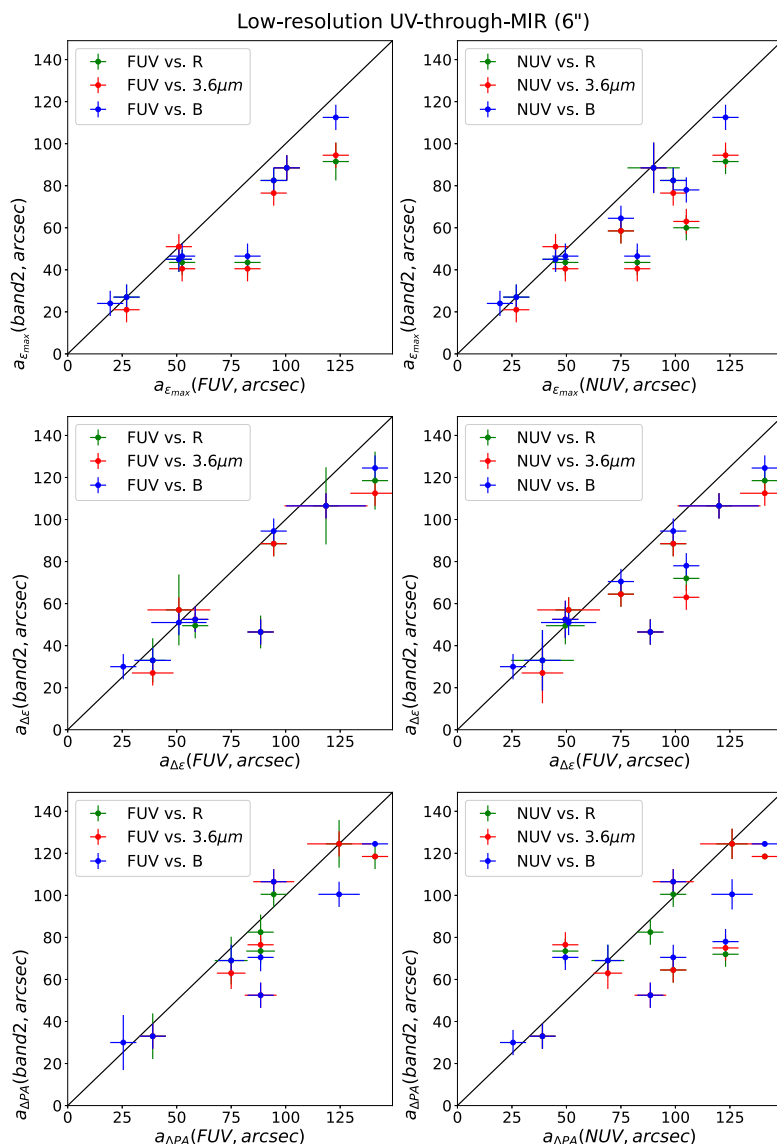 Low-resolution UV-through-MIR (6")
FUV vs. R
FUV vs. 3.6μm
FUV vs. B
140
120
100
80
60
40
20
0
a_εmax(band2, arcsec)
0 25 50 75 100 125
a_εmax(FUV, arcsec)
NUV vs. R
NUV vs. 3.6μm
NUV vs. B
140
120
100
80
60
40
20
0
a_εmax(band2, arcsec)
0 25 50 75 100 125
a_εmax(NUV, arcsec)
FUV vs. R
FUV vs. 3.6μm
FUV vs. B
140
120
100
80
60
40
20
0
a_Δε(band2, arcsec)
0 25 50 75 100 125
a_Δε(FUV, arcsec)
NUV vs. R
NUV vs. 3.6μm
NUV vs. B
140
120
100
80
60
40
20
0
a_Δε(band2, arcsec)
0 25 50 75 100 125
a_Δε(FUV, arcsec)
FUV vs. R
FUV vs. 3.6μm
FUV vs. B
140
120
100
80
60
40
20
0
a_ΔPA(band2, arcsec)
0 25 50 75 100 125
a_ΔPA(FUV, arcsec)
NUV vs. R
NUV vs. 3.6μm
NUV vs. B
140
120
100
80
60
40
20
0
a_ΔPA(band2, arcsec)
0 25 50 75 100 125
a_ΔPA(NUV, arcsec)